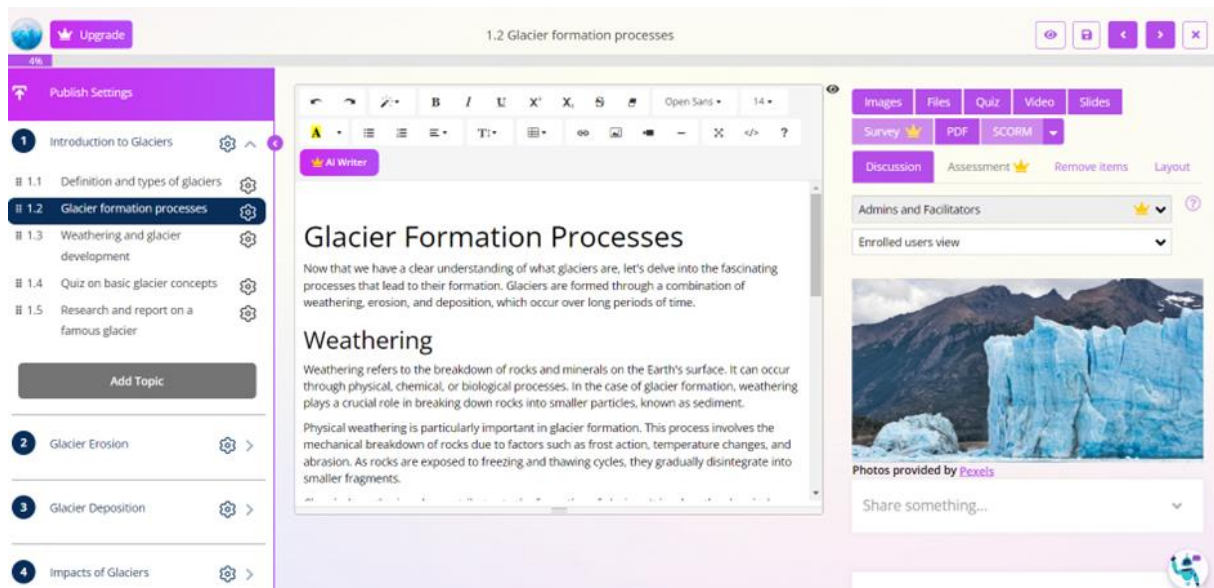 Upgrade
1.2 Glacier formation processes
4%
Publish Settings
1 Introduction to Glaciers
1.1 Definition and types of glaciers
1.2 Glacier formation processes
1.3 Weathering and glacier
development
1.4 Quiz on basic glacier concepts
1.5 Research and report on a
famous glacier
Add Topic
2 Glacier Erosion
3 Glacier Deposition
4 Impacts of Glaciers
B I U X² X₂ S Open Sans 14
A T </> ?
AI Writer
Glacier Formation Processes
Now that we have a clear understanding of what glaciers are, let's delve into the fascinating
processes that lead to their formation. Glaciers are formed through a combination of
weathering, erosion, and deposition, which occur over long periods of time.
Weathering
Weathering refers to the breakdown of rocks and minerals on the Earth's surface. It can occur
through physical, chemical, or biological processes. In the case of glacier formation, weathering
plays a crucial role in breaking down rocks into smaller particles, known as sediment.
Physical weathering is particularly important in glacier formation. This process involves the
mechanical breakdown of rocks due to factors such as frost action, temperature changes, and
abrasion. As rocks are exposed to freezing and thawing cycles, they gradually disintegrate into
smaller fragments.
Images Files Quiz Video Slides
Survey PDF SCORM
Discussion Assessment Remove items Layout
Admins and Facilitators ?
Enrolled users view
Photos provided by Pexels
Share something...